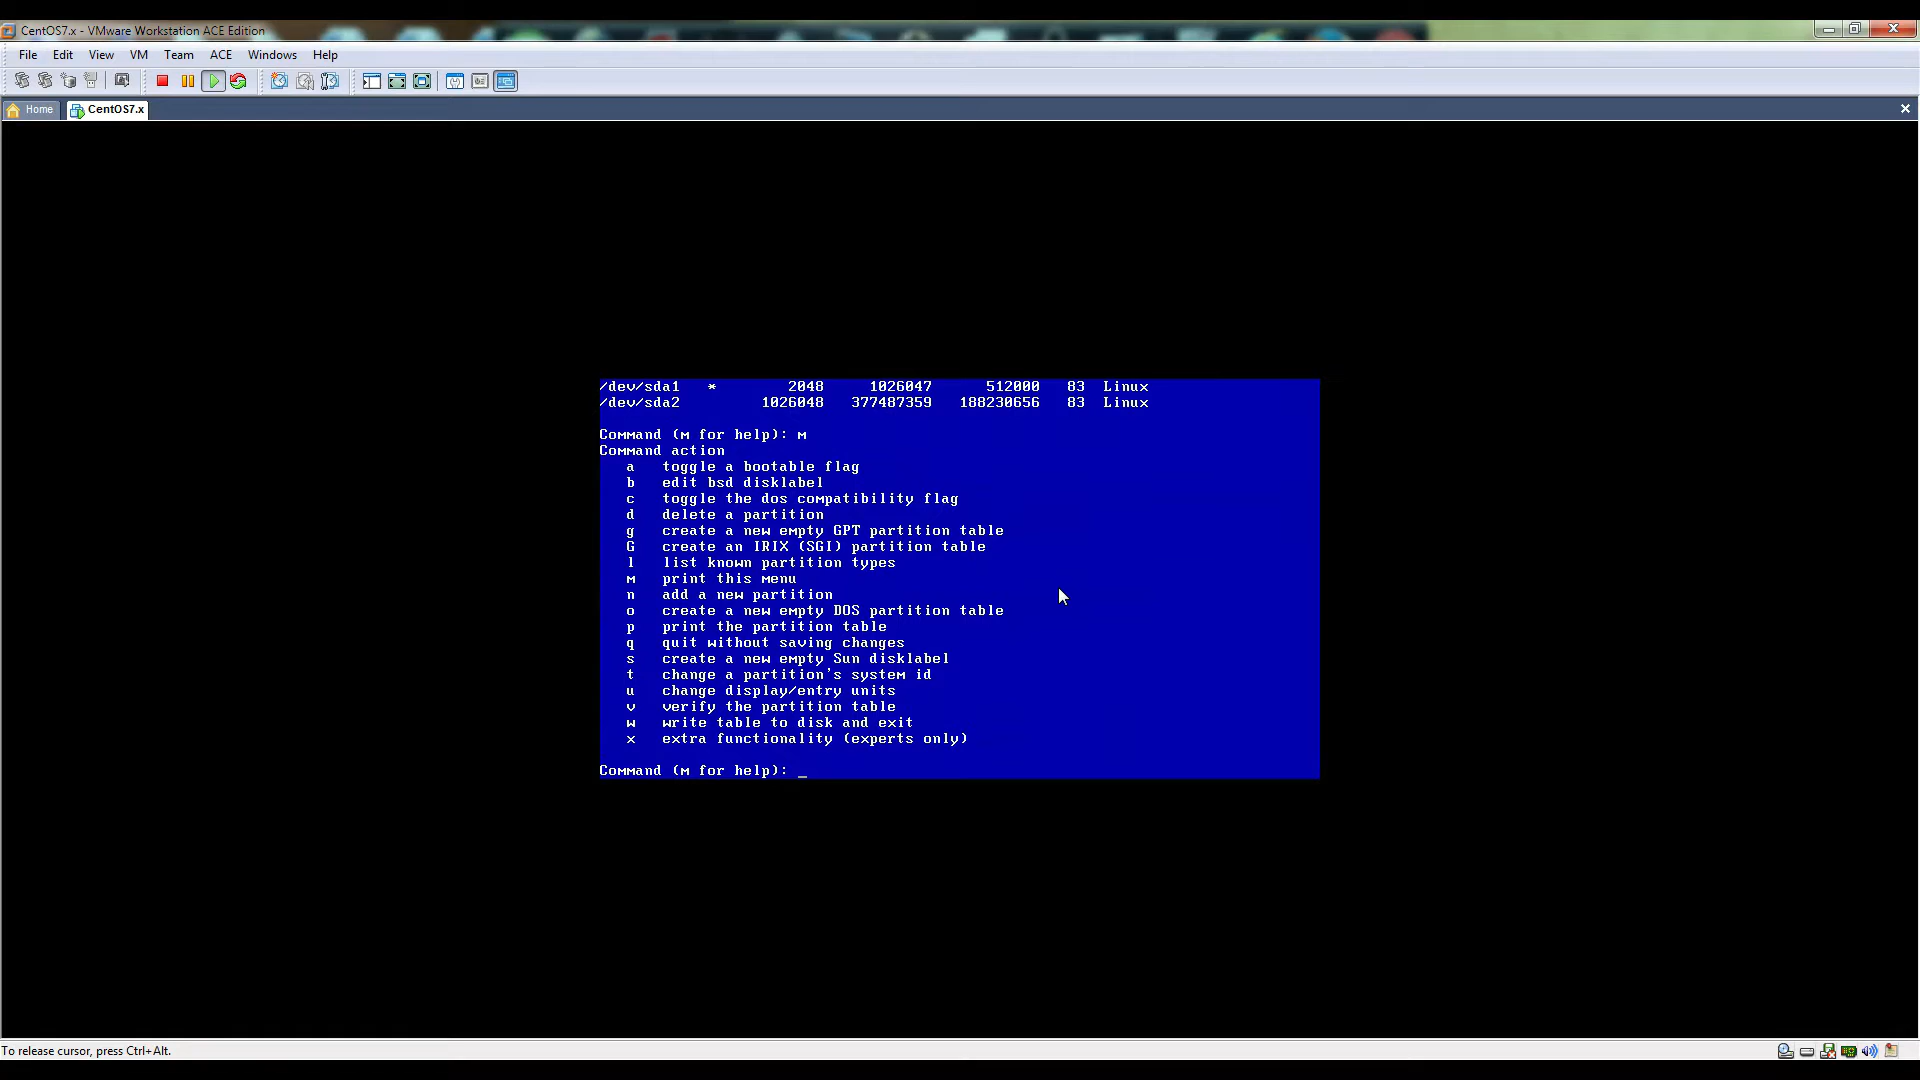 CentOS7.x - VMware Workstation ACE Edition
File Edit View VM Team ACE Windows Help
Home CentOS7.x
/dev/sda1 * 2048 1026047 512000 83 Linux
/dev/sda2 1026048 377487359 188230656 83 Linux
Command (m for help): m
Command action
a toggle a bootable flag
b edit bsd disklabel
c toggle the dos compatibility flag
d delete a partition
g create a new empty GPT partition table
G create an IRIX (SGI) partition table
l list known partition types
m print this menu
n add a new partition
o create a new empty DOS partition table
p print the partition table
q quit without saving changes
s create a new empty Sun disklabel
t change a partition's system id
u change display/entry units
v verify the partition table
w write table to disk and exit
x extra functionality (experts only)
Command (m for help): _
To release cursor, press Ctrl+Alt.